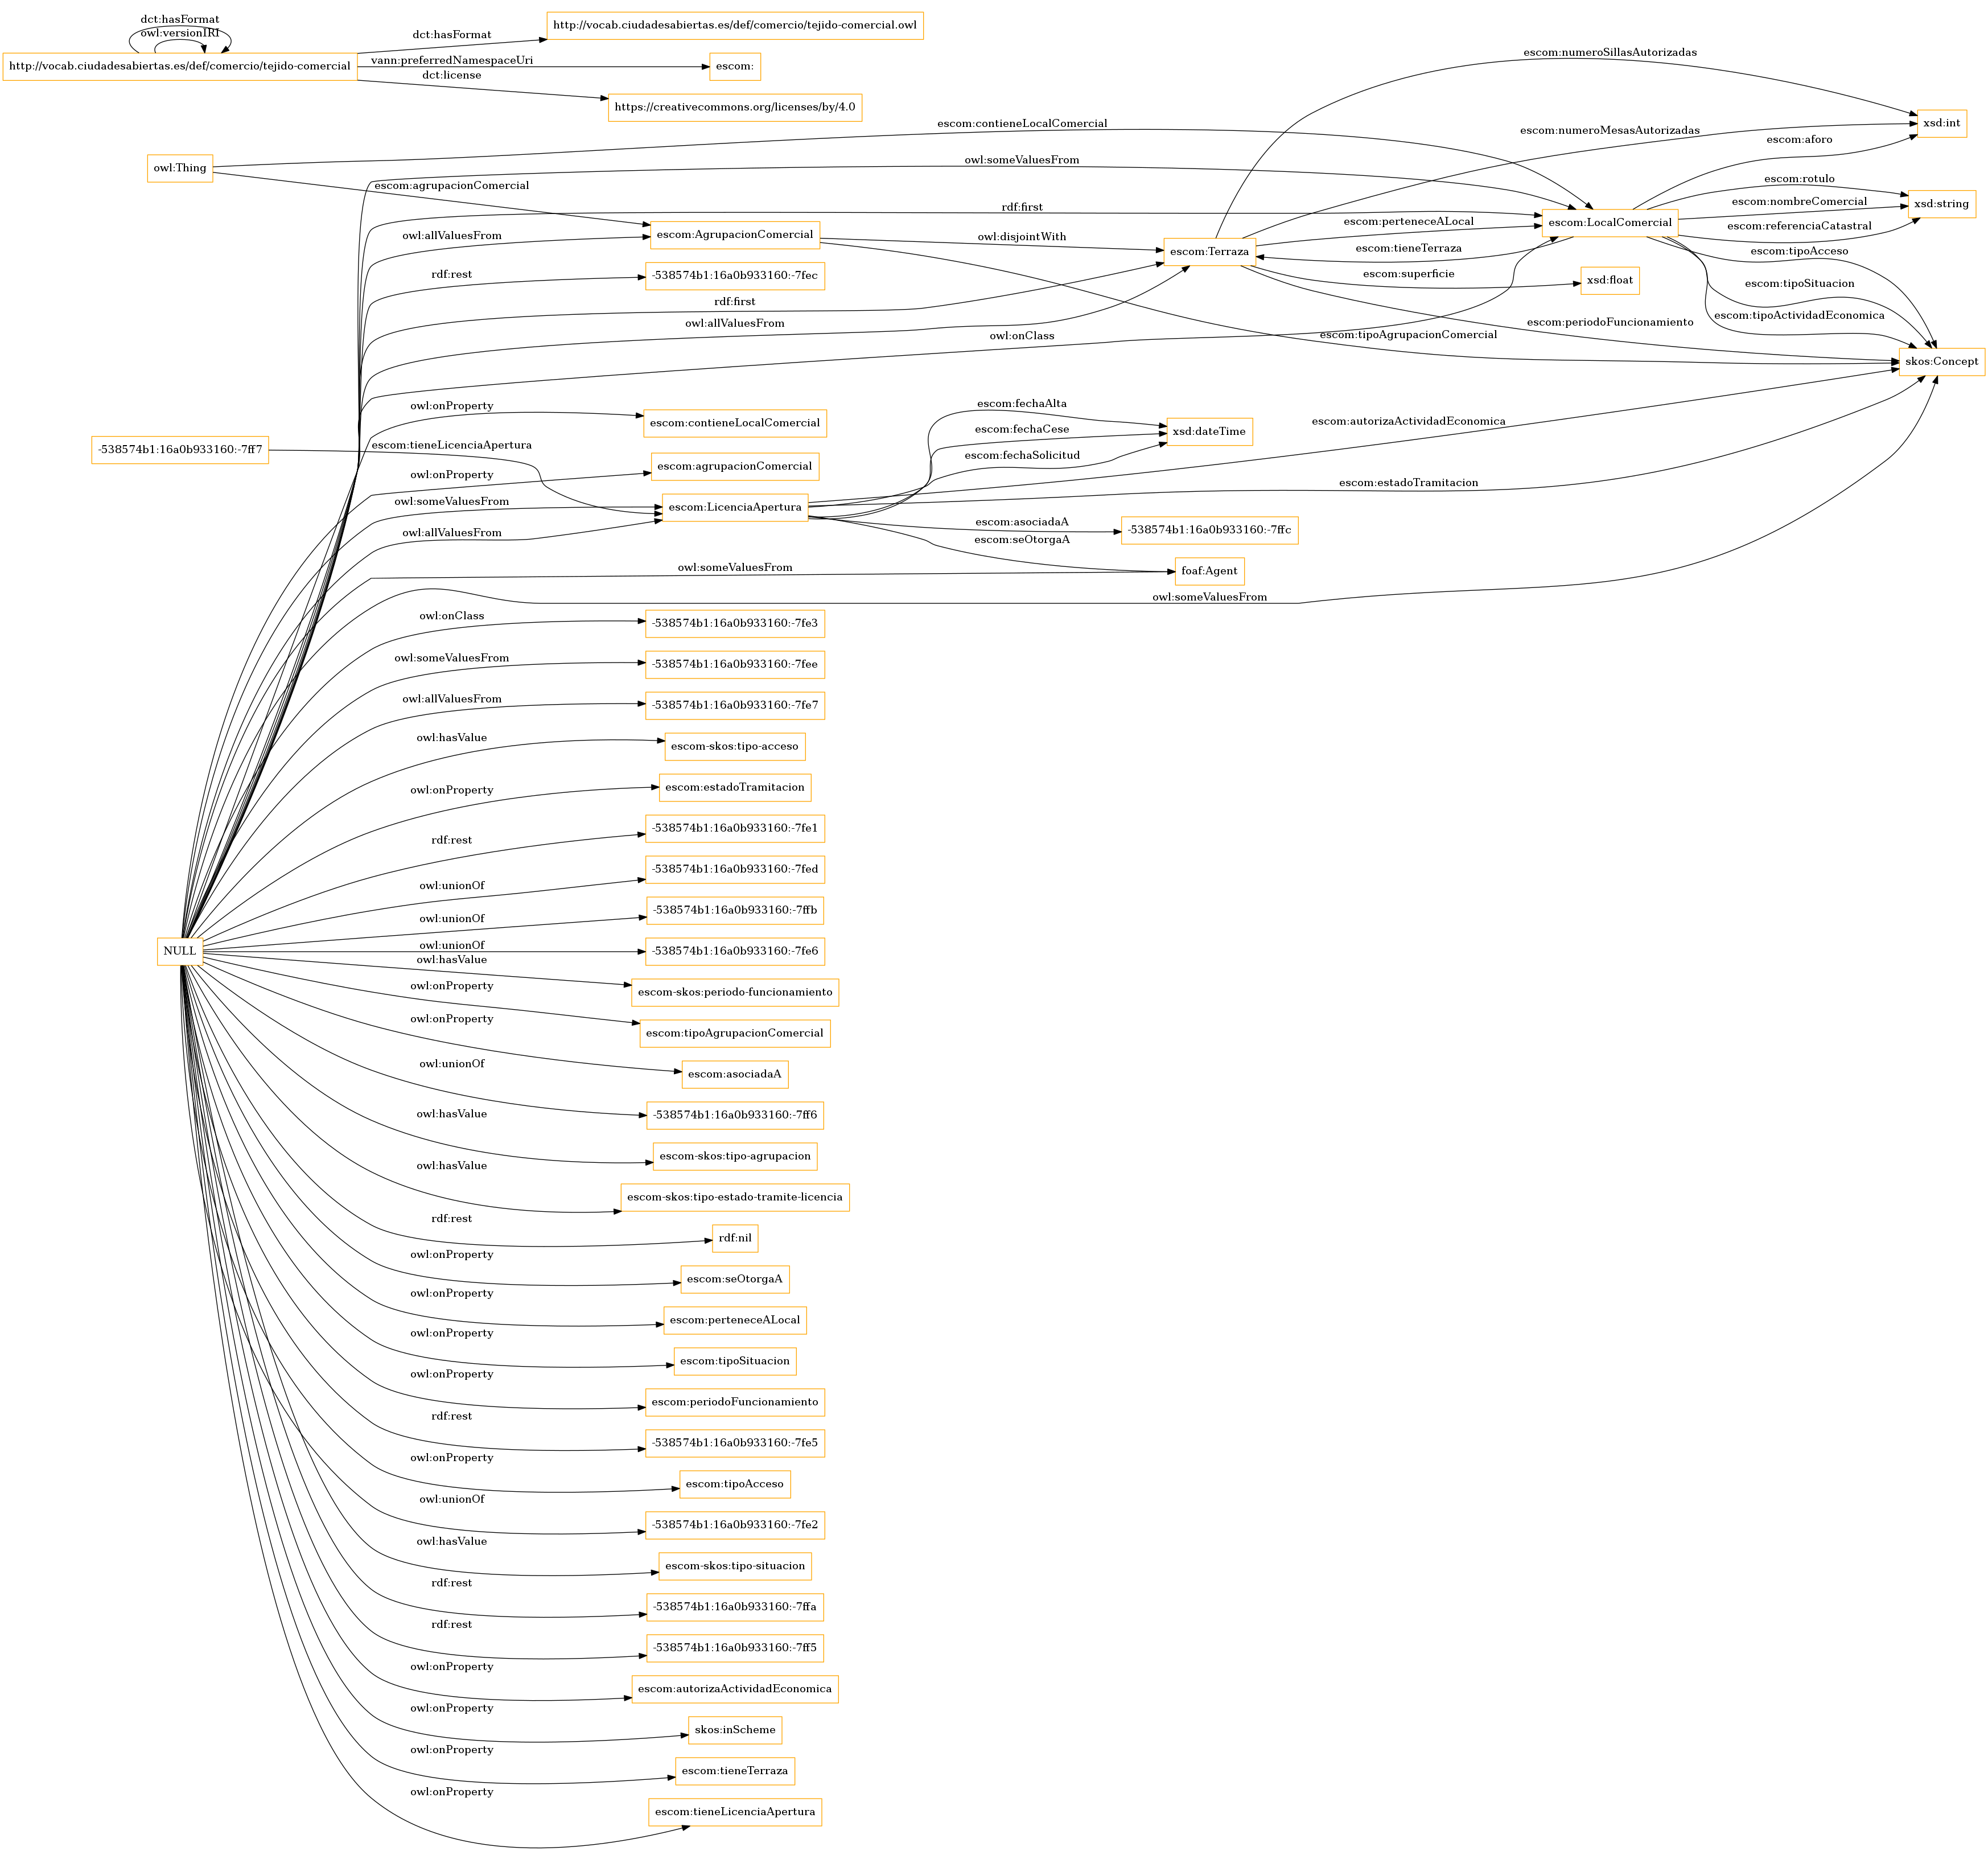 dct:hasFormat
owl:versionIRI
http://vocab.ciudadesabiertas.es/def/comercio/tejido-comercial
dct:hasFormat
http://vocab.ciudadesabiertas.es/def/comercio/tejido-comercial.owl
vann:preferredNamespaceUri
escom:
dct:license
https://creativecommons.org/licenses/by/4.0
escom:numeroSillasAutorizadas
xsd:int
escom:numeroMesasAutorizadas
escom:aforo
owl:Thing
escom:contieneLocalComercial
escom:agrupacionComercial
owl:someValuesFrom
rdf:first
escom:rotulo
escom:nombreComercial
escom:referenciaCatastral
xsd:string
escom:LocalComercial
owl:allValuesFrom
escom:AgrupacionComercial
owl:disjointWith
escom:Terraza
escom:perteneceALocal
escom:tieneTerraza
escom:superficie
xsd:float
escom:tipoAcceso
escom:tipoSituacion
escom:tipoActividadEconomica
rdf:rest
-538574b1:16a0b933160:-7fec
rdf:first
owl:allValuesFrom
owl:onClass
escom:periodoFuncionamiento
escom:tipoAgrupacionComercial
skos:Concept
owl:onProperty
escom:contieneLocalComercial
-538574b1:16a0b933160:-7ff7
escom:tieneLicenciaApertura
owl:onProperty
escom:agrupacionComercial
owl:someValuesFrom
escom:LicenciaApertura
owl:allValuesFrom
escom:fechaAlta
escom:fechaCese
escom:fechaSolicitud
xsd:dateTime
escom:autorizaActividadEconomica
escom:estadoTramitacion
escom:asociadaA
-538574b1:16a0b933160:-7ffc
escom:seOtorgaA
foaf:Agent
owl:someValuesFrom
owl:someValuesFrom
owl:onClass
-538574b1:16a0b933160:-7fe3
owl:someValuesFrom
-538574b1:16a0b933160:-7fee
owl:allValuesFrom
-538574b1:16a0b933160:-7fe7
owl:hasValue
escom-skos:tipo-acceso
owl:onProperty
escom:estadoTramitacion
rdf:rest
-538574b1:16a0b933160:-7fe1
owl:unionOf
-538574b1:16a0b933160:-7fed
owl:unionOf
-538574b1:16a0b933160:-7ffb
NULL
owl:unionOf
-538574b1:16a0b933160:-7fe6
owl:hasValue
escom-skos:periodo-funcionamiento
owl:onProperty
escom:tipoAgrupacionComercial
owl:onProperty
escom:asociadaA
owl:unionOf
-538574b1:16a0b933160:-7ff6
owl:hasValue
escom-skos:tipo-agrupacion
owl:hasValue
escom-skos:tipo-estado-tramite-licencia
rdf:rest
rdf:nil
owl:onProperty
escom:seOtorgaA
owl:onProperty
escom:perteneceALocal
owl:onProperty
escom:tipoSituacion
owl:onProperty
escom:periodoFuncionamiento
rdf:rest
-538574b1:16a0b933160:-7fe5
owl:onProperty
escom:tipoAcceso
owl:unionOf
-538574b1:16a0b933160:-7fe2
owl:hasValue
escom-skos:tipo-situacion
rdf:rest
-538574b1:16a0b933160:-7ffa
rdf:rest
-538574b1:16a0b933160:-7ff5
owl:onProperty
escom:autorizaActividadEconomica
owl:onProperty
skos:inScheme
owl:onProperty
escom:tieneTerraza
owl:onProperty
escom:tieneLicenciaApertura